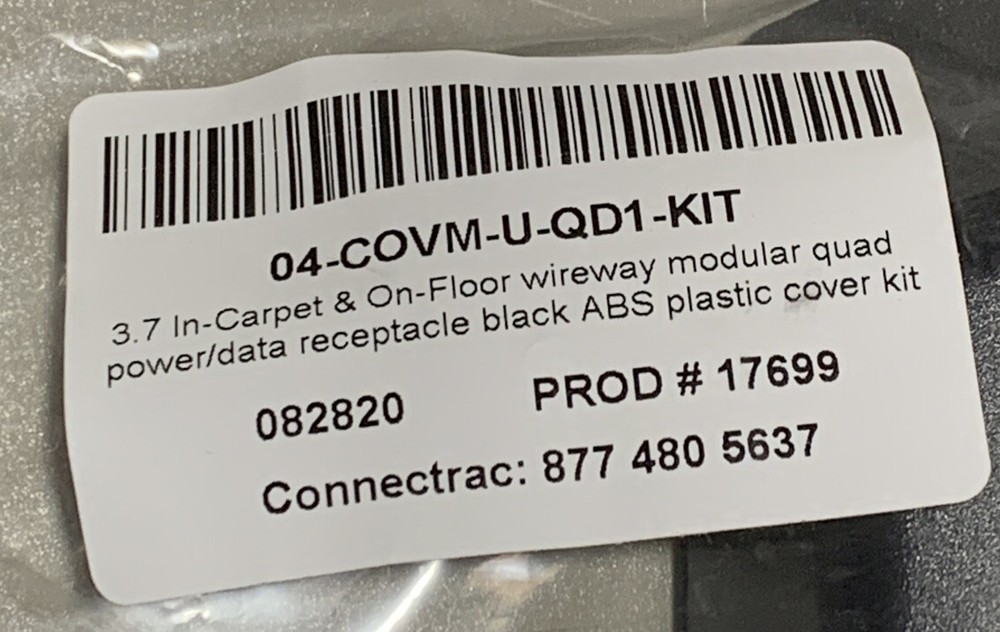 04-COVM-U-QD1-KIT
3.7 In-Carpet & On-Floor wireway modular quad
power/data receptacle black ABS plastic cover kit
082820 PROD # 17699
Connectrac: 877 480 5637